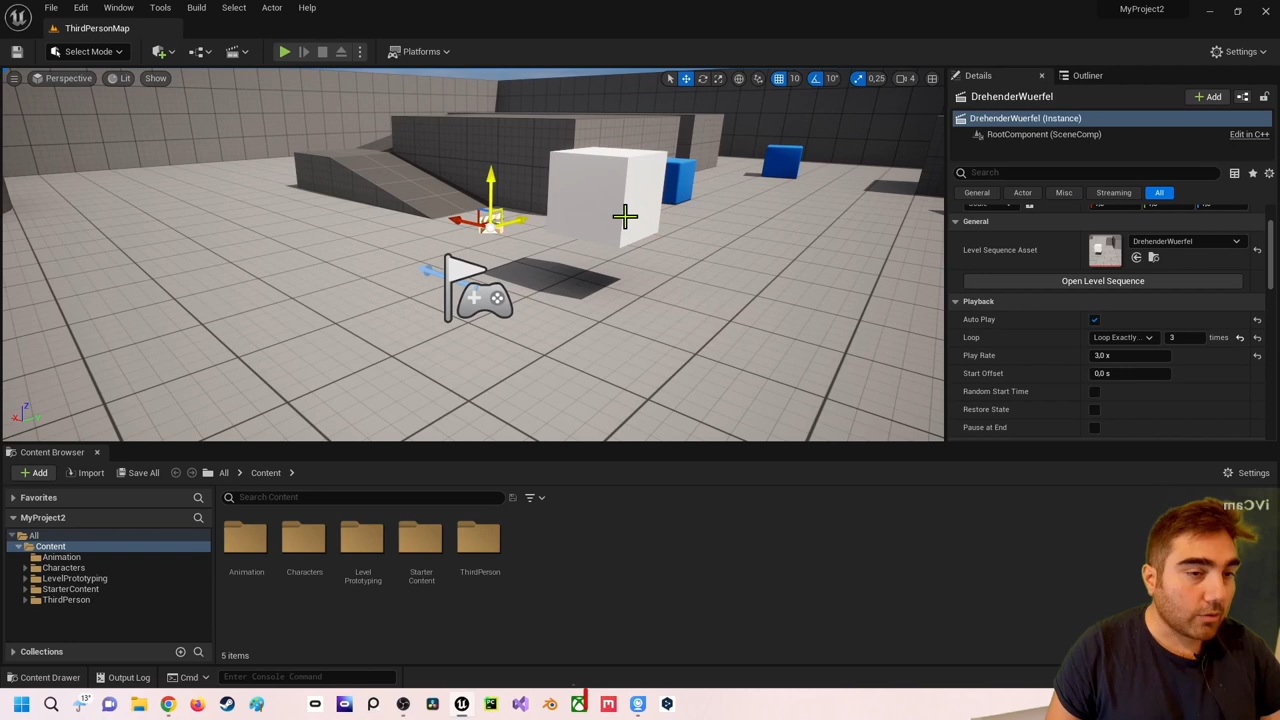 File Edit Window Tools Build Select Actor Help
MyProject2
ThirdPersonMap
Select Mode
Platforms
Settings
Perspective
Lit
Show
10
10°
0,25
4
Details
Outliner
DrehenderWuerfel
Add
DrehenderWuerfel (Instance)
RootComponent (SceneComp)
Edit in C++
Search
General
Actor
Misc
Streaming
All
General
Level Sequence Asset
DrehenderWuerfel
Open Level Sequence
Playback
Auto Play
Loop
Loop Exactly...
3
times
Play Rate
3,0 x
Start Offset
0,0 s
Random Start Time
Restore State
Pause at End
Z
X
Content Browser
Add
Import
Save All
All
Content
Settings
Favorites
MyProject2
All
Content
Animation
Characters
LevelPrototyping
StarterContent
ThirdPerson
Collections
Search Content
Animation
Characters
Level
Prototyping
Starter
Content
ThirdPerson
5 items
iVCam
Content Drawer
Output Log
Cmd
Enter Console Command
13°